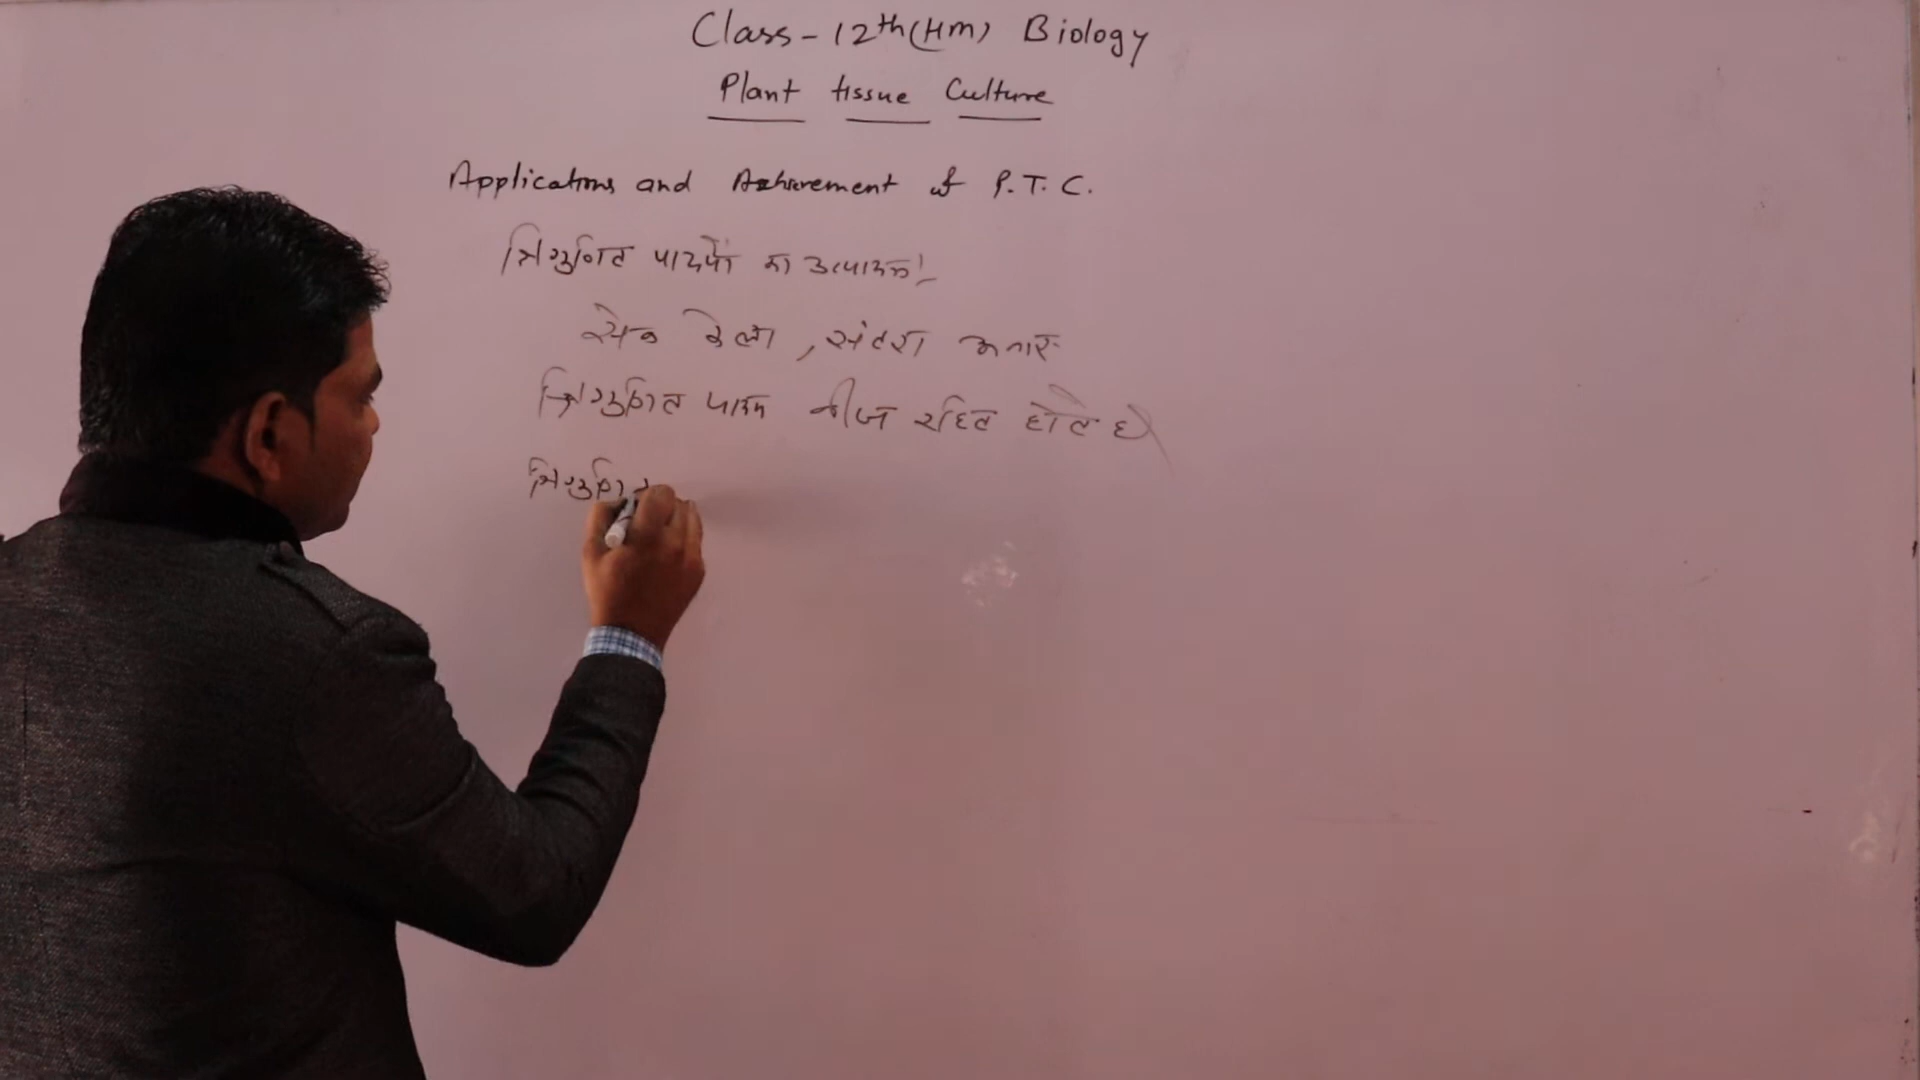 Class - 12th (Hm) Biology
Plant tissue Culture
Applications and Achievement of P.T.C.
त्रिगुणित पादपों का उत्पादन:-
सेब केला, संतरा अनार
त्रिगुणित पादप बीज रहित होते है
त्रिगुणित